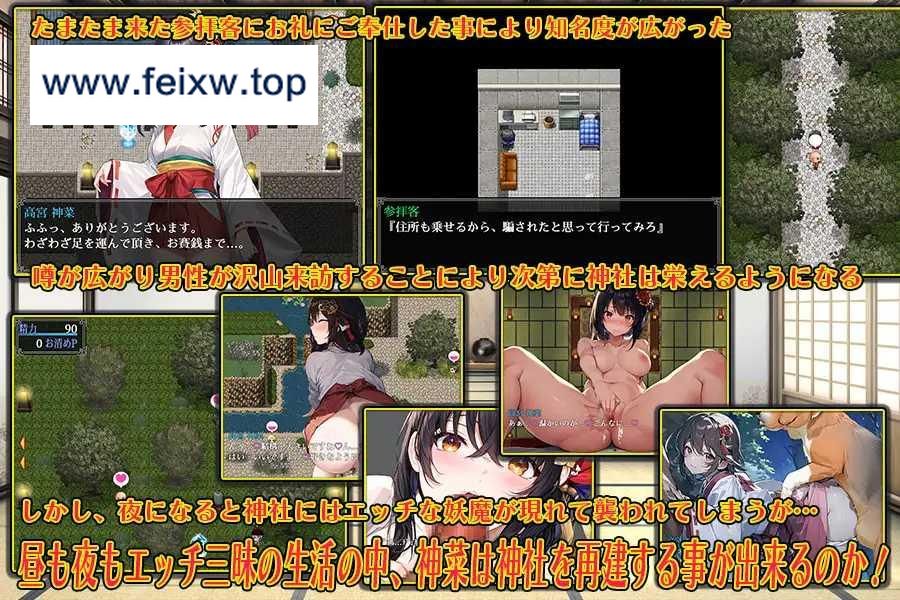 たまたま来た参拝客にお礼にご奉仕した事により知名度が広がった
www.feixw.top
高宮 神菜
ふふっ、ありがとうございます。
わざわざ足を運んで頂き、お賽銭まで…。
参拝客
『住所も乗せるから、騙されたと思って行ってみろ』
噂が広がり男性が沢山来訪することにより次第に神社は栄えるようになる
精力 90
0 お清めP
しかし、夜になると神社にはエッチな妖魔が現れて襲われてしまうが…
昼も夜もエッチ三昧の生活の中、神菜は神社を再建する事が出来るのか！